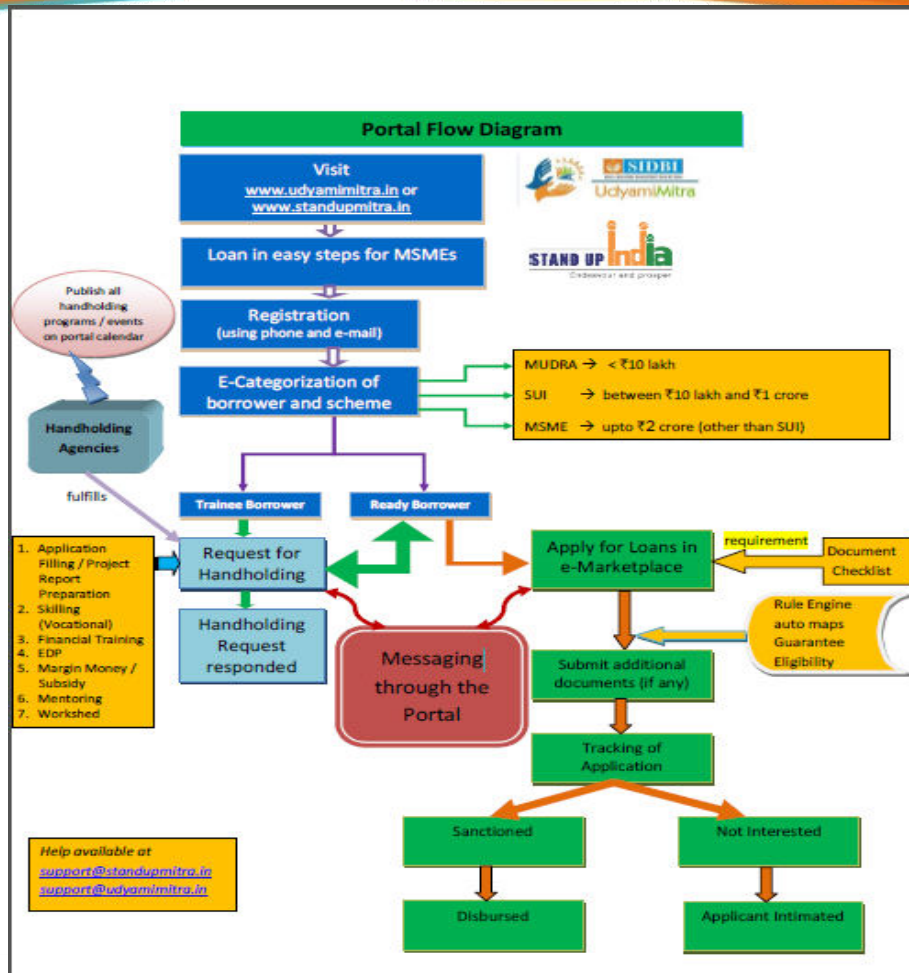 Portal Flow Diagram
Visit
www.udyamimitra.in or
www.standupmitra.in
SIDBI
UdyamiMitra
Loan in easy steps for MSMEs
STAND UP India
Endeavour and prosper
Publish all
handholding
programs / events
on portal calendar
Registration
(using phone and e-mail)
E-Categorization of
borrower and scheme
MUDRA → < ₹10 lakh
SUI → between ₹10 lakh and ₹1 crore
MSME → upto ₹2 crore (other than SUI)
Handholding
Agencies
fulfills
Trainee Borrower
Ready Borrower
1. Application
Filling / Project
Report
Preparation
2. Skilling
(Vocational)
3. Financial Training
4. EDP
5. Margin Money /
Subsidy
6. Mentoring
7. Workshed
Request for
Handholding
Handholding
Request
responded
Messaging
through the
Portal
Apply for Loans in
e-Marketplace
requirement
Document
Checklist
Rule Engine
auto maps
Guarantee
Eligibility
Submit additional
documents (if any)
Tracking of
Application
Sanctioned
Not Interested
Disbursed
Applicant Intimated
Help available at
support@standupmitra.in
support@udyamimitra.in